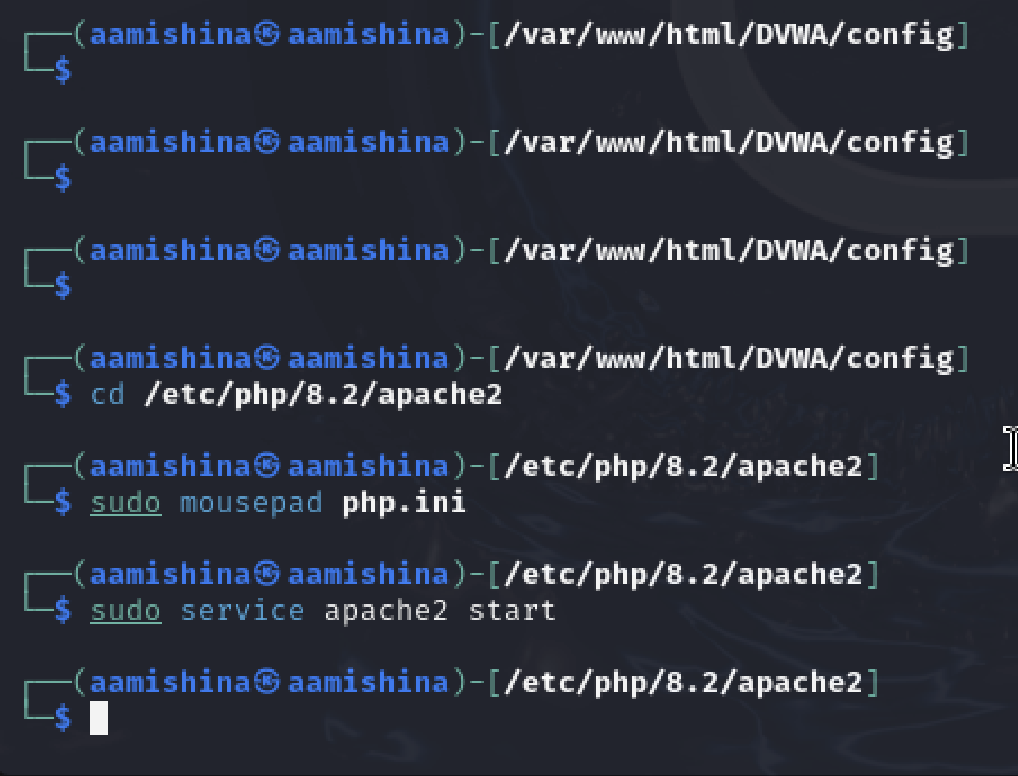 ┌──(aamishina㉿aamishina)-[/var/www/html/DVWA/config]
└─$
┌──(aamishina㉿aamishina)-[/var/www/html/DVWA/config]
└─$
┌──(aamishina㉿aamishina)-[/var/www/html/DVWA/config]
└─$
┌──(aamishina㉿aamishina)-[/var/www/html/DVWA/config]
└─$ cd /etc/php/8.2/apache2
┌──(aamishina㉿aamishina)-[/etc/php/8.2/apache2]
└─$ sudo mousepad php.ini
┌──(aamishina㉿aamishina)-[/etc/php/8.2/apache2]
└─$ sudo service apache2 start
┌──(aamishina㉿aamishina)-[/etc/php/8.2/apache2]
└─$